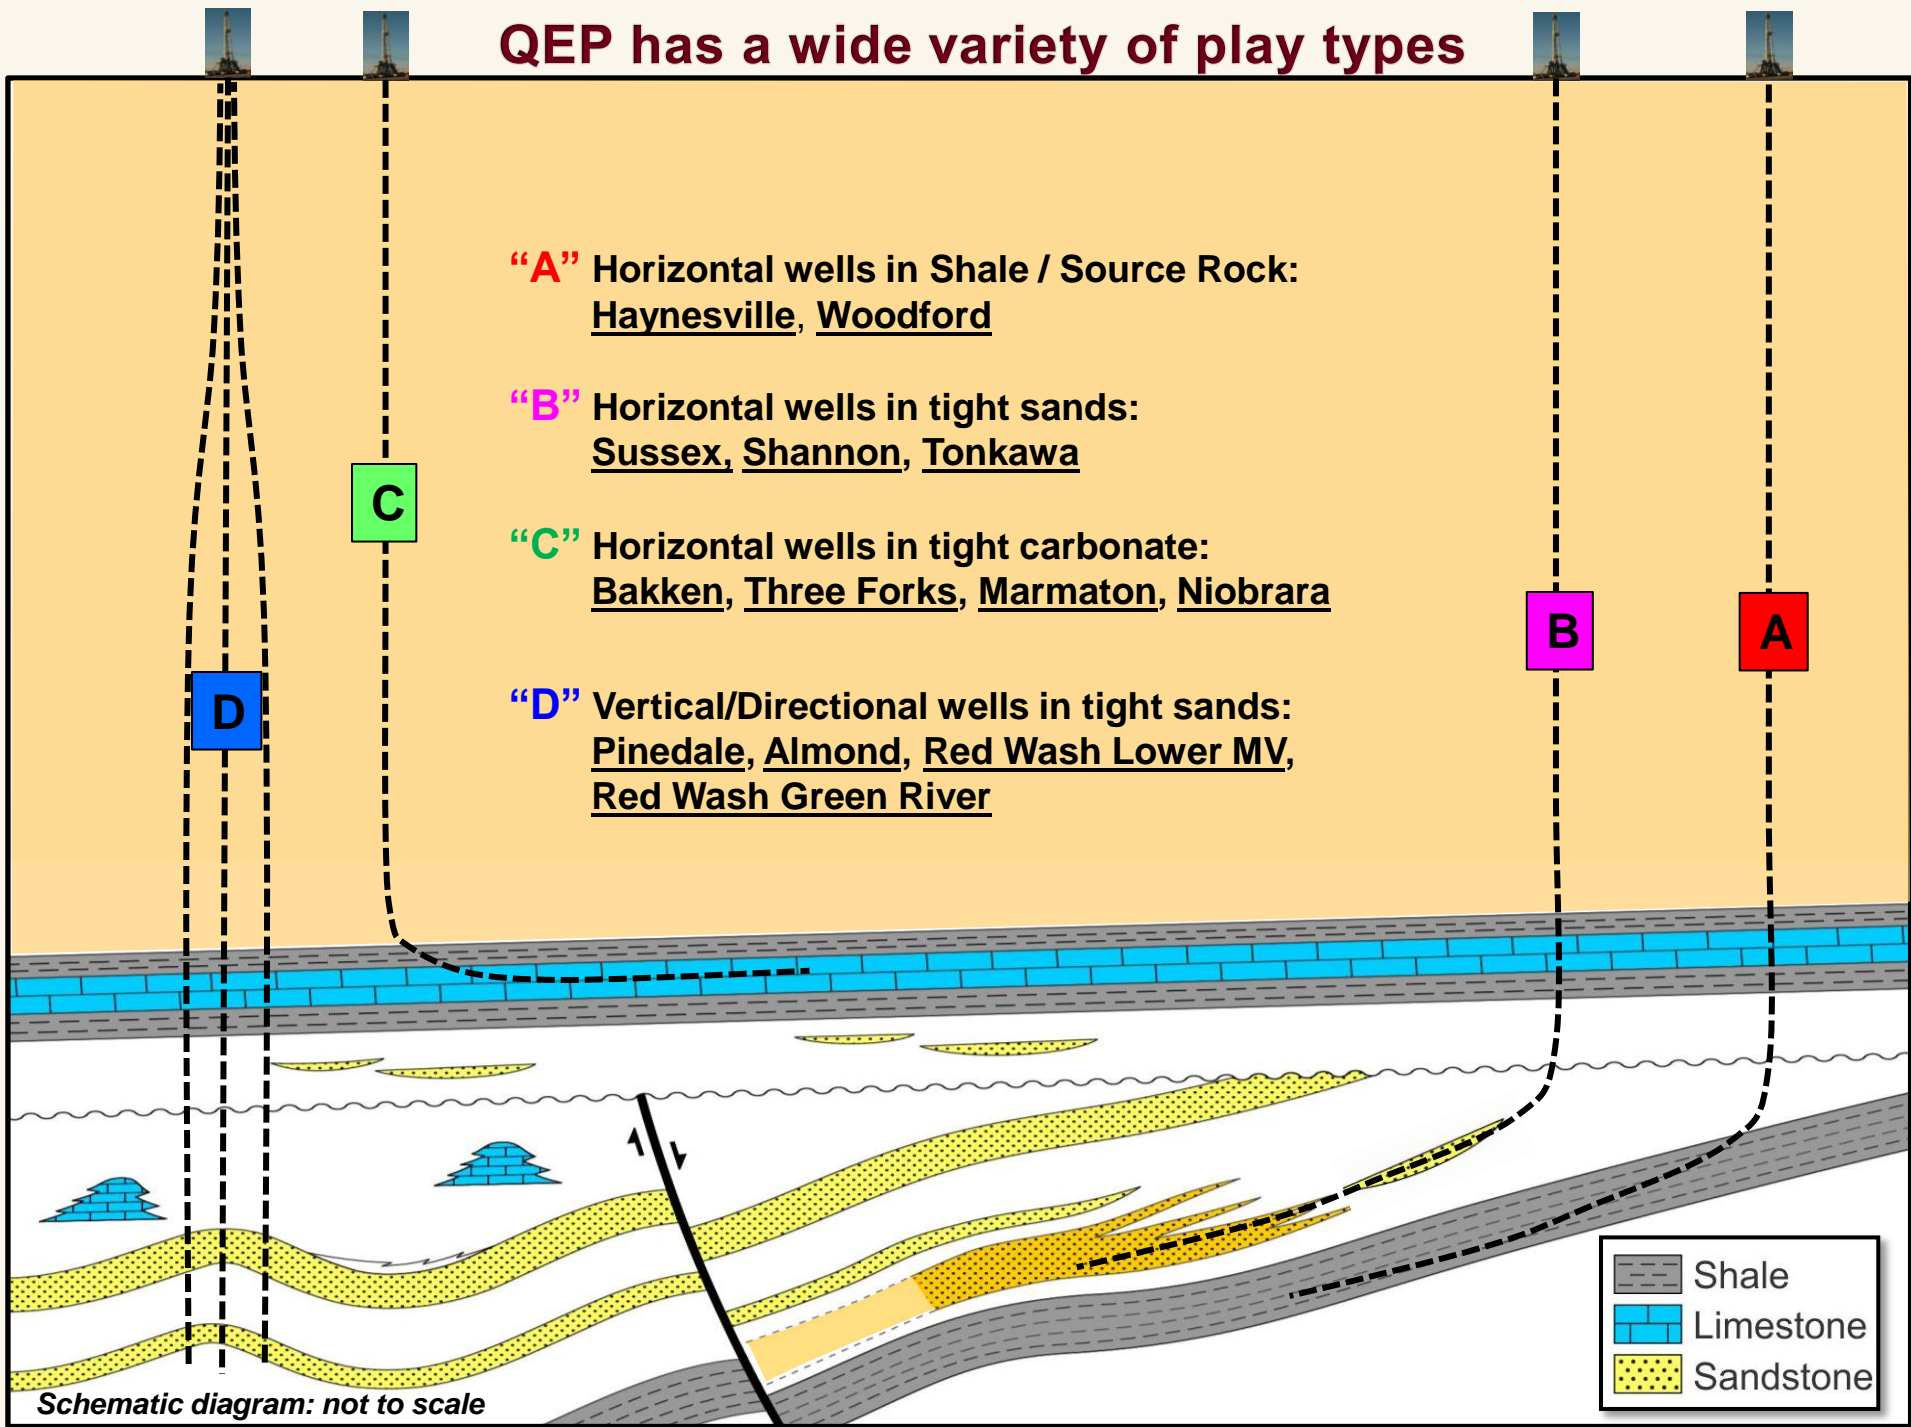 QEP has a wide variety of play types
“A” Horizontal wells in Shale / Source Rock:
Haynesville, Woodford
“B” Horizontal wells in tight sands:
Sussex, Shannon, Tonkawa
C
“C” Horizontal wells in tight carbonate:
Bakken, Three Forks, Marmaton, Niobrara
B
A
D
“D” Vertical/Directional wells in tight sands:
Pinedale, Almond, Red Wash Lower MV,
Red Wash Green River
Shale
Limestone
Sandstone
Schematic diagram: not to scale